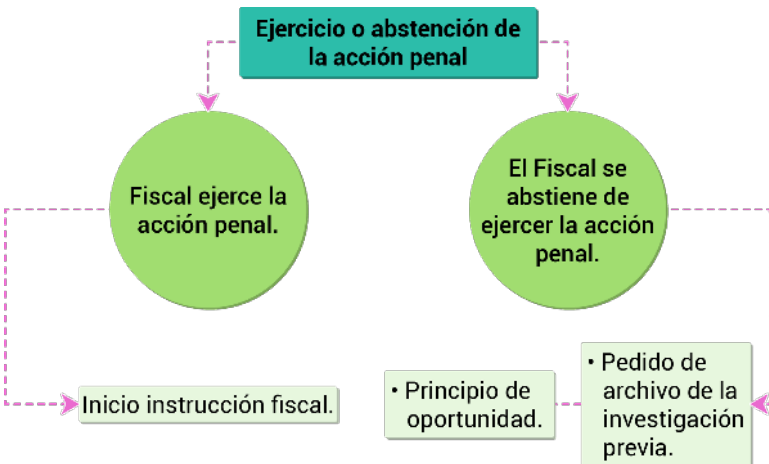 Ejercicio o abstención de
la acción penal
Fiscal ejerce la
acción penal.
El Fiscal se
abstiene de
ejercer la acción
penal.
Inicio instrucción fiscal.
• Principio de
oportunidad.
• Pedido de
archivo de la
investigación
previa.